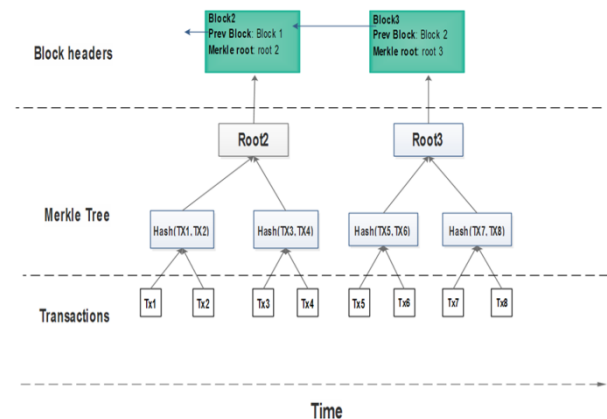 Block2
Prev Block: Block 1
Merkle root: root 2
Block3
Prev Block: Block 2
Merkle root: root 3
Block headers
Root2
Root3
Merkle Tree
Hash(TX1,TX2)
Hash(TX3,TX4)
Hash(TX5,TX6)
Hash(TX7,TX8)
Tx1
Tx2
Tx3
Tx4
Tx5
Tx6
Tx7
Tx8
Transactions
Time